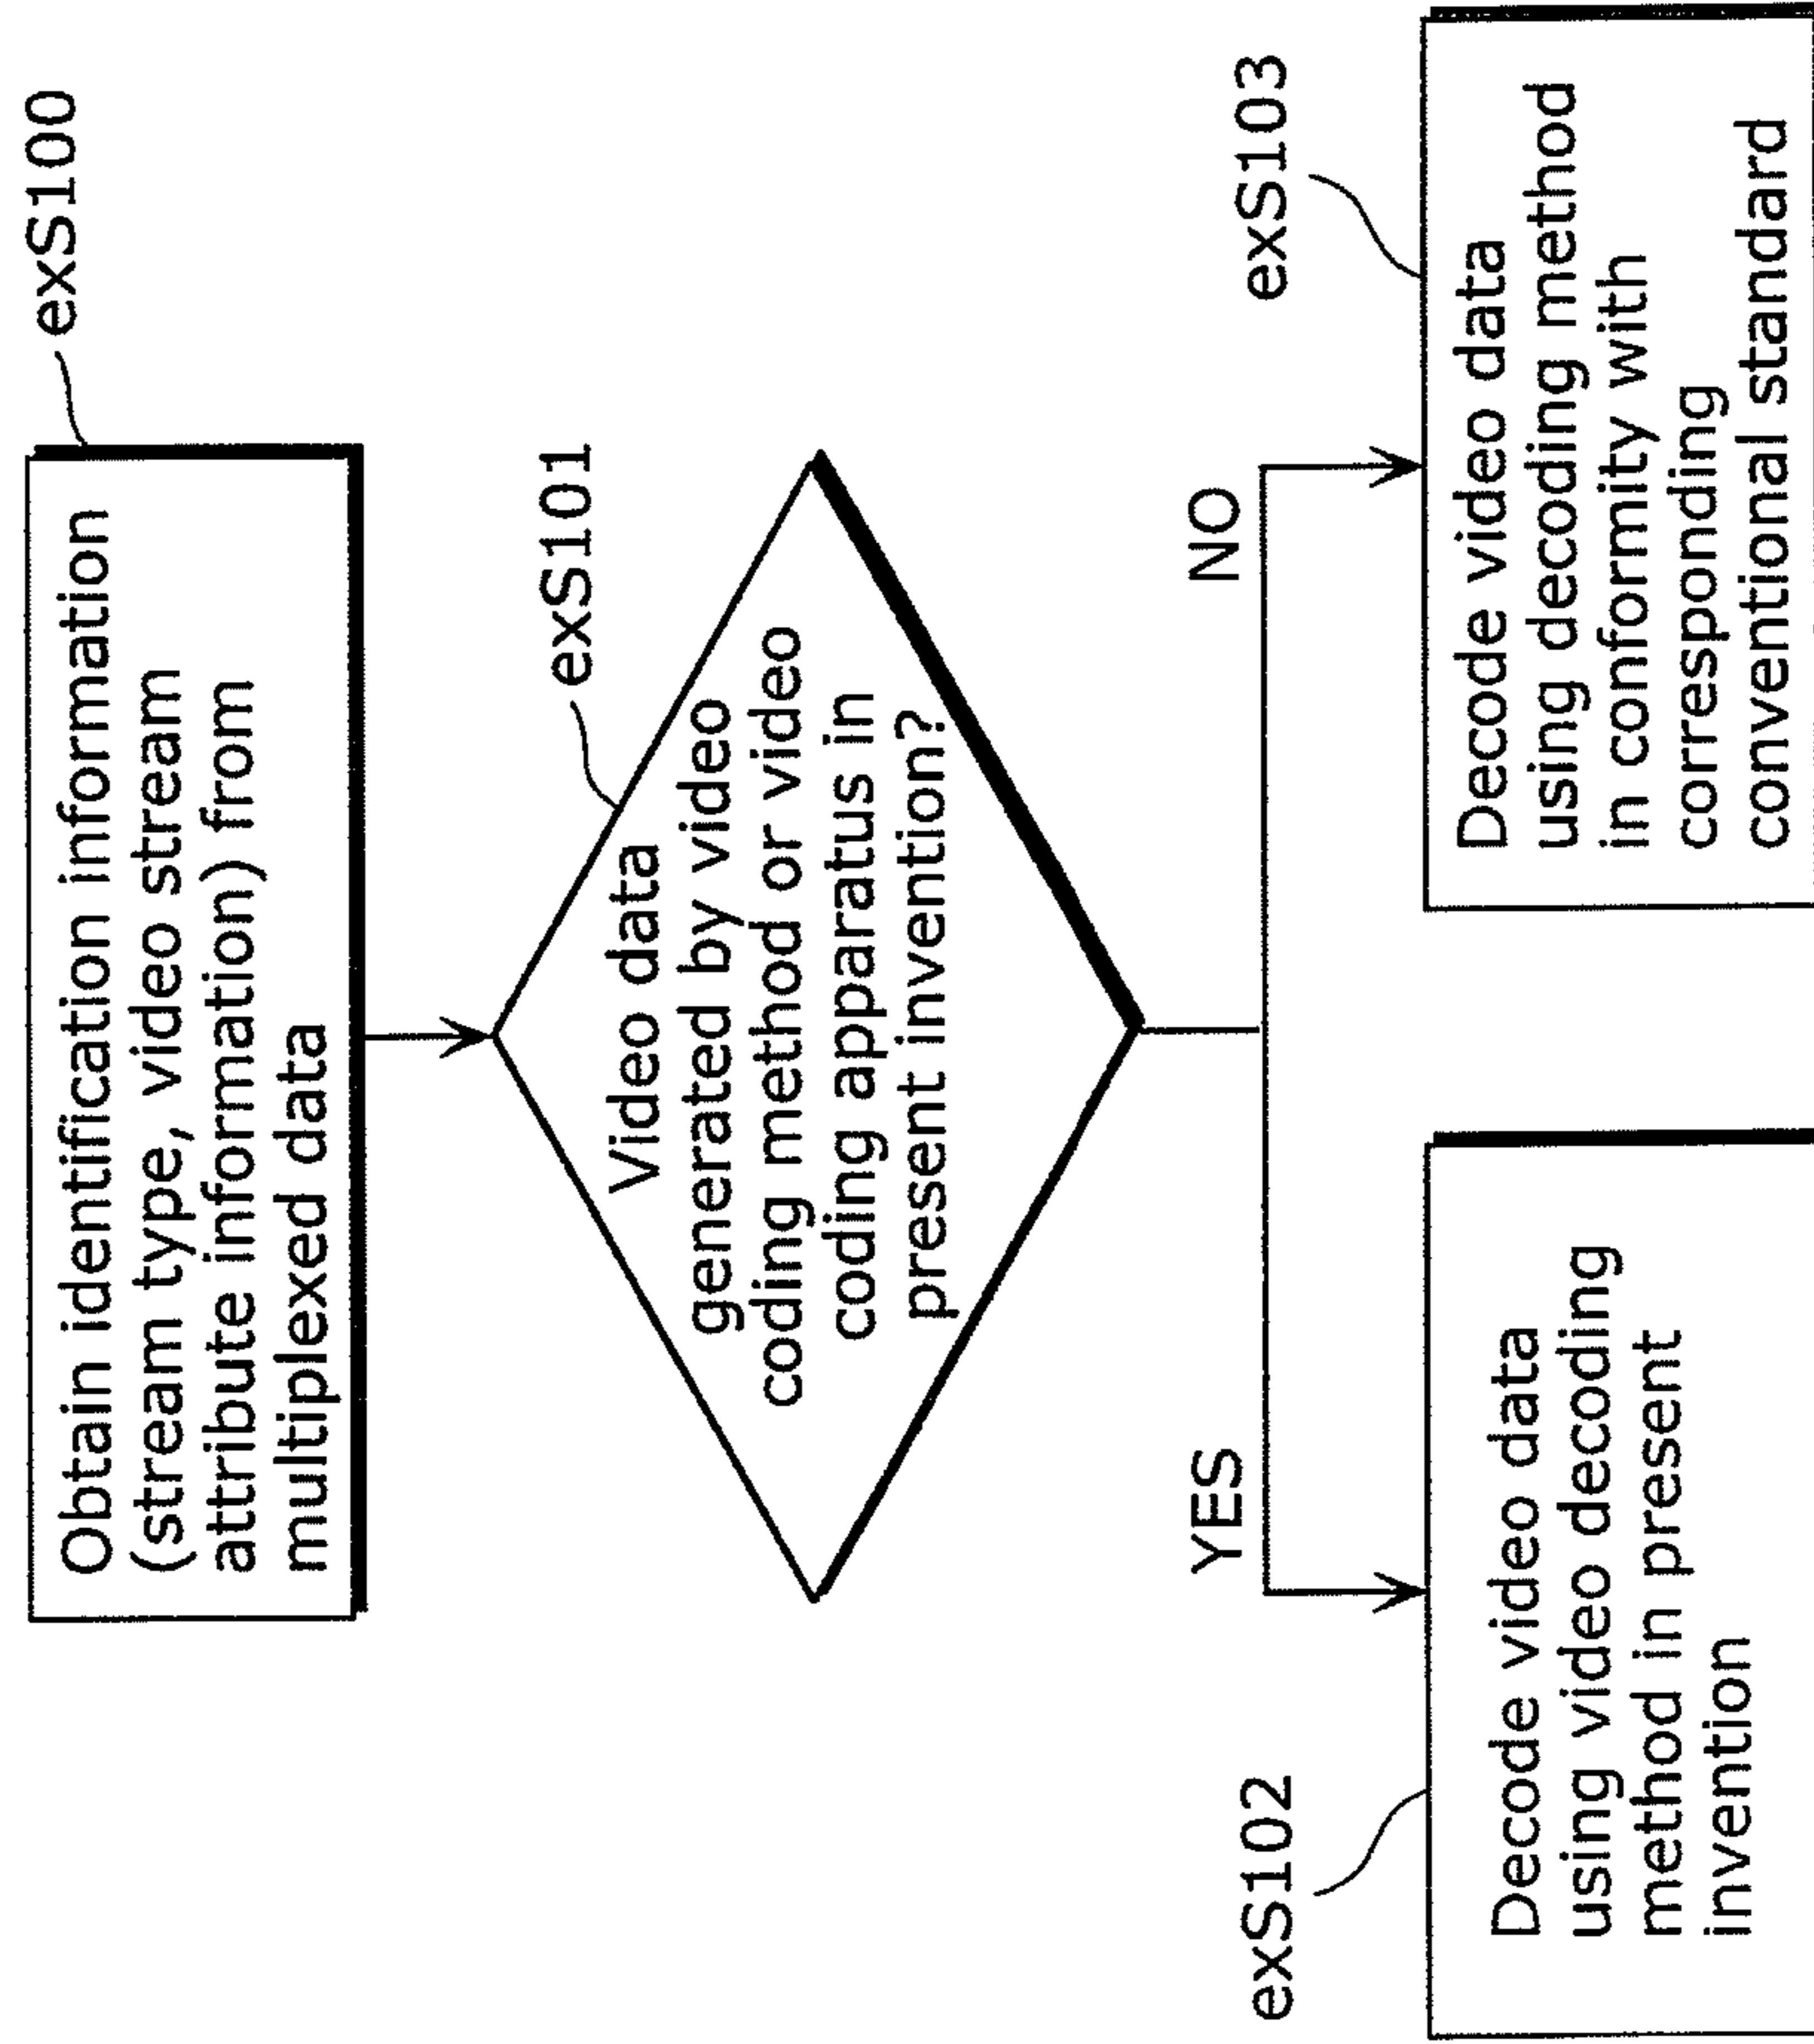 exS100
Obtain identification information
(stream type, video stream
attribute information) from
multiplexed data
exS101
Video data
generated by video
coding method or video
coding apparatus in
present invention?
YES
NO
exS102
Decode video data
using video decoding
method in present
invention
exS103
Decode video data
using decoding method
in conformity with
corresponding
conventional standard